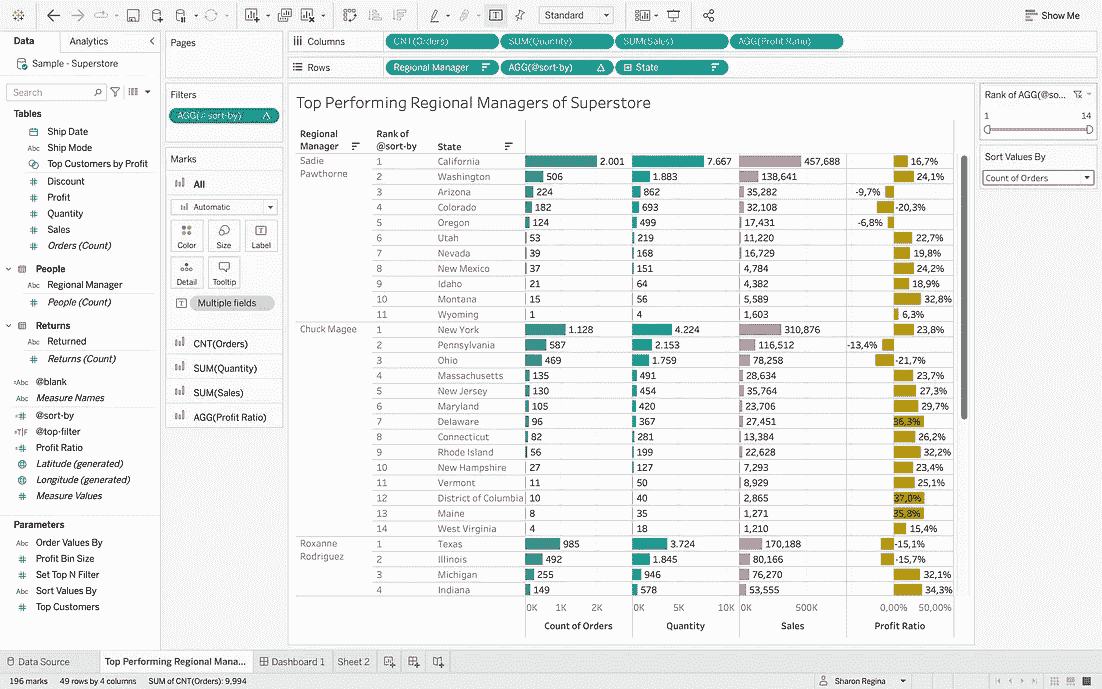 Standard
Show Me
Data
Analytics
Pages
Columns
CNT(Orders)
SUM(Quantity)
SUM(Sales)
AGG(Profit Ratio)
Rows
Regional Manager
AGG(@sort-by)
State
Sample - Superstore
Search
Tables
Ship Date
Abc Ship Mode
Top Customers by Profit
Discount
Profit
Quantity
Sales
Orders (Count)
People
Abc Regional Manager
People (Count)
Returns
Abc Returned
Returns (Count)
=Abc @blank
Abc Measure Names
@sort-by
=T|F @top-filter
Profit Ratio
Latitude (generated)
Longitude (generated)
Measure Values
Parameters
Abc Order Values By
Profit Bin Size
Set Top N Filter
Abc Sort Values By
Top Customers
Filters
AGG(@sort-by)
Marks
All
Automatic
Color Size Label
Detail Tooltip
Multiple fields
CNT(Orders)
SUM(Quantity)
SUM(Sales)
AGG(Profit Ratio)
Top Performing Regional Managers of Superstore
Regional Manager Rank of @sort-by State
Sadie Pawthorne 1 California 2.001 7.667 457,688 16,7%
2 Washington 506 1.883 138,641 24,1%
3 Arizona 224 862 35,282 -9,7%
4 Colorado 182 693 32,108 -20,3%
5 Oregon 124 499 17,431 -6,8%
6 Utah 53 219 11,220 22,7%
7 Nevada 39 168 16,729 19,8%
8 New Mexico 37 151 4,784 24,2%
9 Idaho 21 64 4,382 18,9%
10 Montana 15 56 5,589 32,8%
11 Wyoming 1 4 1,603 6,3%
Chuck Magee 1 New York 1.128 4.224 310,876 23,8%
2 Pennsylvania 587 2.153 116,512 -13,4%
3 Ohio 469 1.759 78,258 -21,7%
4 Massachusetts 135 491 28,634 23,7%
5 New Jersey 130 454 35,764 27,3%
6 Maryland 105 420 23,706 29,7%
7 Delaware 96 367 27,451 36,3%
8 Connecticut 82 281 13,384 26,2%
9 Rhode Island 56 199 22,628 32,2%
10 New Hampshire 27 127 7,293 23,4%
11 Vermont 11 50 8,929 25,1%
12 District of Columbia 10 40 2,865 37,0%
13 Maine 8 35 1,271 35,8%
14 West Virginia 4 18 1,210 15,4%
Roxanne Rodriguez 1 Texas 985 3.724 170,188 -15,1%
2 Illinois 492 1.845 80,166 -15,7%
3 Michigan 255 946 76,270 32,1%
4 Indiana 149 578 53,555 34,3%
0K 1K 2K 0K 5K 10K 0K 500K 0,00% 50,00%
Count of Orders Quantity Sales Profit Ratio
Rank of AGG(@so...
1 14
Sort Values By
Count of Orders
Data Source
Top Performing Regional Mana...
Dashboard 1
Sheet 2
196 marks 49 rows by 4 columns SUM of CNT(Orders): 9,994
Sharon Regina